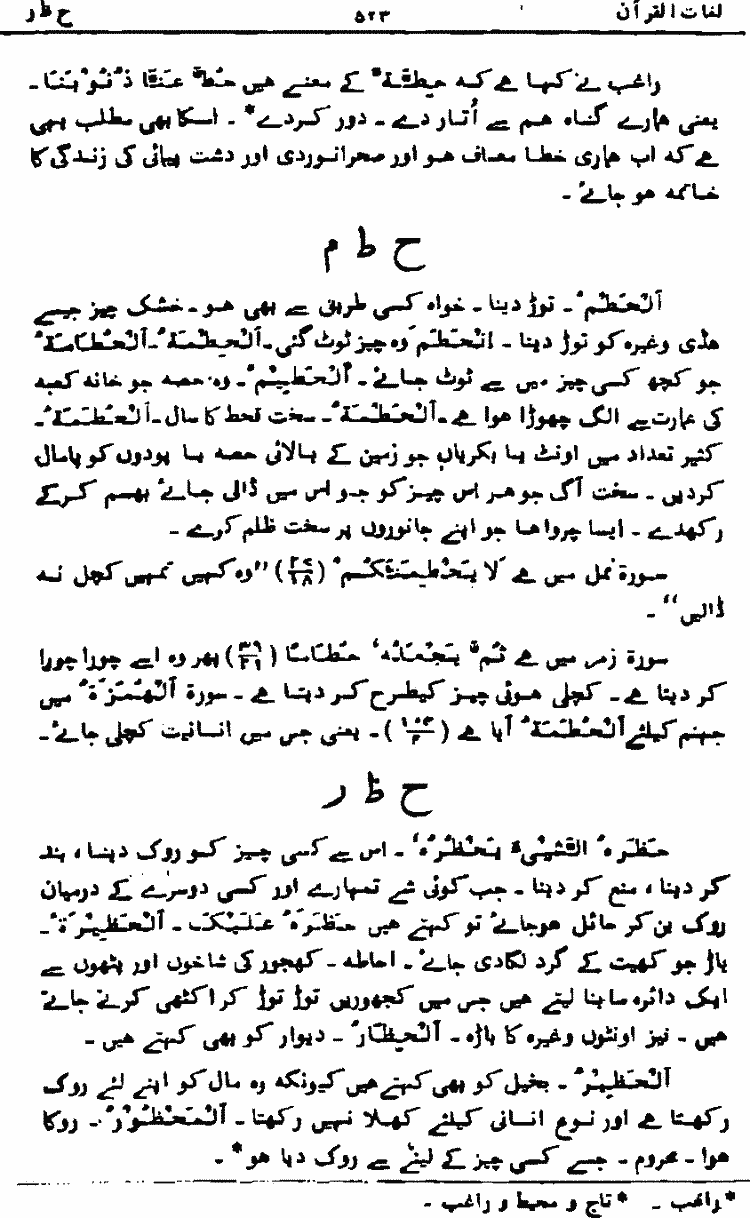 لغات القرآن ۵۲۳ ح ظ ر
راغب نے کہا ہے کہ حِطَّۃٌ کے معنے ہیں حُطَّ عَنَّا ذُنُوْبَنَا ۔
یعنی ہمارے گناہ ہم سے اُتار دے ۔ دور کردے* ۔ اسکا بھی مطلب یہی
ہے کہ اب ہماری خطا معاف ہو اور صحرانوردی اور دشت پیمائی کی زندگی کا
خاتمہ ہو جائے ۔
ح ط م
اَلْحَطْمُ ۔ توڑ دینا ۔ خواہ کسی طریق سے بھی ہو ۔ خشک چیز جیسے
ہڈی وغیرہ کو توڑ دینا ۔ اِنْحَطَمَ وہ چیز ٹوٹ گئی ۔ اَلْحِطْمَۃُ ۔ اَلْحُطَامَۃُ
جو کچھ کسی چیز میں سے ٹوٹ جائے ۔ اَلْحَطِیْمُ ۔ وہ حصہ جو خانہ کعبہ
کی عمارت سے الگ چھوڑا ہوا ہے ۔ اَلْحَطْمَۃُ ۔ سخت قحط کا سال ۔ اَلْحُطَمَۃُ ۔
کثیر تعداد میں اونٹ یا بکریاں جو زمین کے بالائی حصہ یا پودوں کو پامال
کردیں ۔ سخت آگ جو ہر اس چیز کو جو اس میں ڈالی جائے بھسم کرکے
رکھدے ۔ ایسا چرواہا جو اپنے جانوروں پر سخت ظلم کرے ۔
سورۃ نمل میں ہے لَا یَحْطِمَنَّکُمْ (۲۷/۱۸) ’’وہ کہیں تمہیں کچل نہ
ڈالیں‘‘ ۔
سورۃ زمر میں ہے ثُمَّ یَجْعَلُہٗ حُطَامًا (۳۹/۲۱) پھر وہ اسے چورا چورا
کر دیتا ہے ۔ کچلی ہوئی چیز کیطرح کر دیتا ہے ۔ سورۃ اَلْہُمَزَۃُ میں
جہنم کیلئے اَلْحُطَمَۃُ آیا ہے (۱۰۴/۴) ۔ یعنی جس میں انسانیت کچلی جائے ۔
ح ظ ر
حَظَرَہُ الشَّیْیءَ یَحْظُرُہٗ ۔ اس سے کسی چیز کو روک دینا ، بند
کر دینا ، منع کر دینا ۔ جب کوئی شے تمہارے اور کسی دوسرے کے درمیان
روک بن کر حائل ہوجائے تو کہتے ہیں حَظَرَہُ عَلَیْکَ ۔ اَلْحَظِیْرَۃُ ۔
باڑ جو کھیت کے گرد لگادی جائے ۔ احاطہ ۔ کھجور کی شاخوں اور پٹھوں سے
ایک دائرہ سا بنا لیتے ہیں جس میں کھجوریں توڑ توڑ کر اکٹھی کرتے جاتے
ہیں ۔ نیز اونٹوں وغیرہ کا باڑہ ۔ اَلْحِظَارُ ۔ دیوار کو بھی کہتے ہیں ۔
اَلْحَظِیْرُ ۔ بخیل کو بھی کہتے ہیں کیونکہ وہ مال کو اپنے لئے روک
رکھتا ہے اور نوع انسانی کیلئے کھلا نہیں رکھتا ۔ اَلْمَحْظُوْرُ ۔ روکا
ہوا ۔ محروم ۔ جسے کسی چیز کے لینے سے روک دیا ہو* ۔
*راغب ۔ *تاج و محیط و راغب ۔